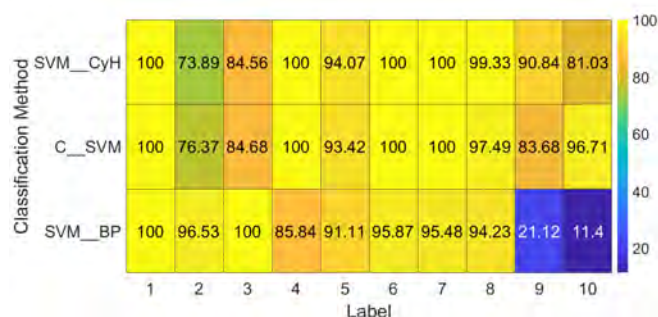 SVM__CyH 100 73.89 84.56 100 94.07 100 100 99.33 90.84 81.03
C__SVM 100 76.37 84.68 100 93.42 100 100 97.49 83.68 96.71
SVM__BP 100 96.53 100 85.84 91.11 95.87 95.48 94.23 21.12 11.4
1 2 3 4 5 6 7 8 9 10
Label
Classification Method
100
80
60
40
20